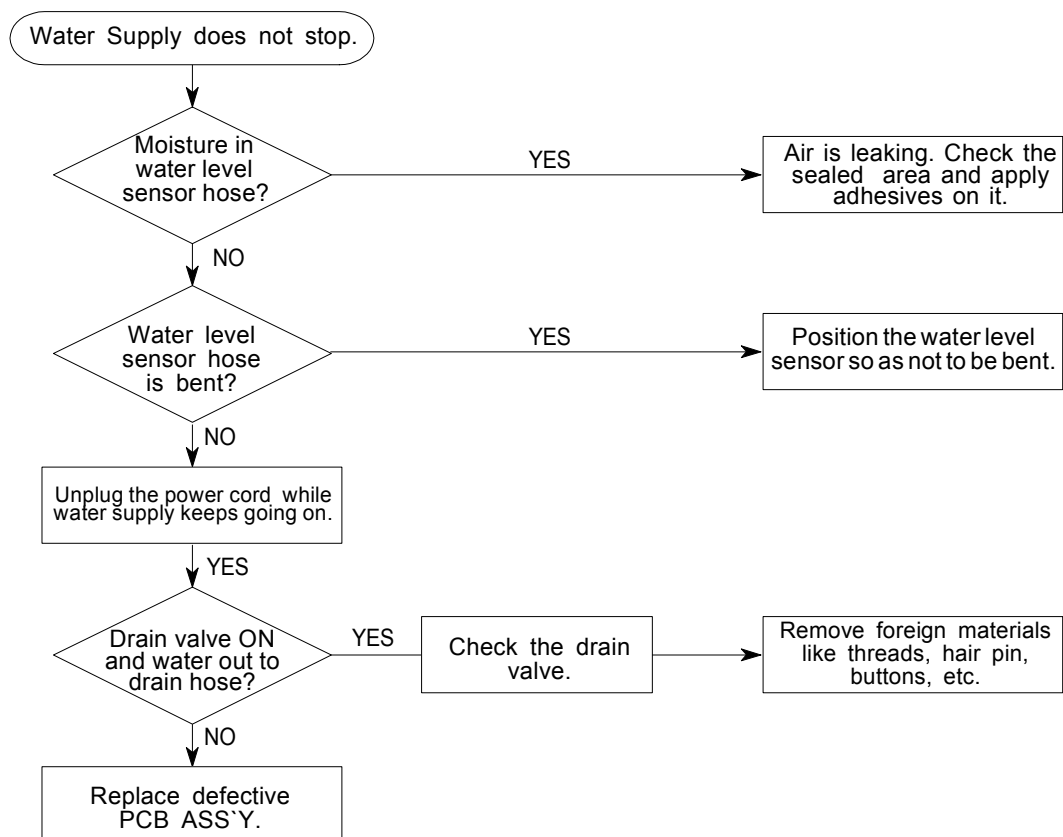 Water Supply does not stop.
Moisture in
water level
sensor hose?
YES
Air is leaking. Check the
sealed area and apply
adhesives on it.
NO
Water level
sensor hose
is bent?
YES
Position the water level
sensor so as not to be bent.
NO
Unplug the power cord while
water supply keeps going on.
YES
Drain valve ON
and water out to
drain hose?
YES
Check the drain
valve.
Remove foreign materials
like threads, hair pin,
buttons, etc.
NO
Replace defective
PCB ASS`Y.